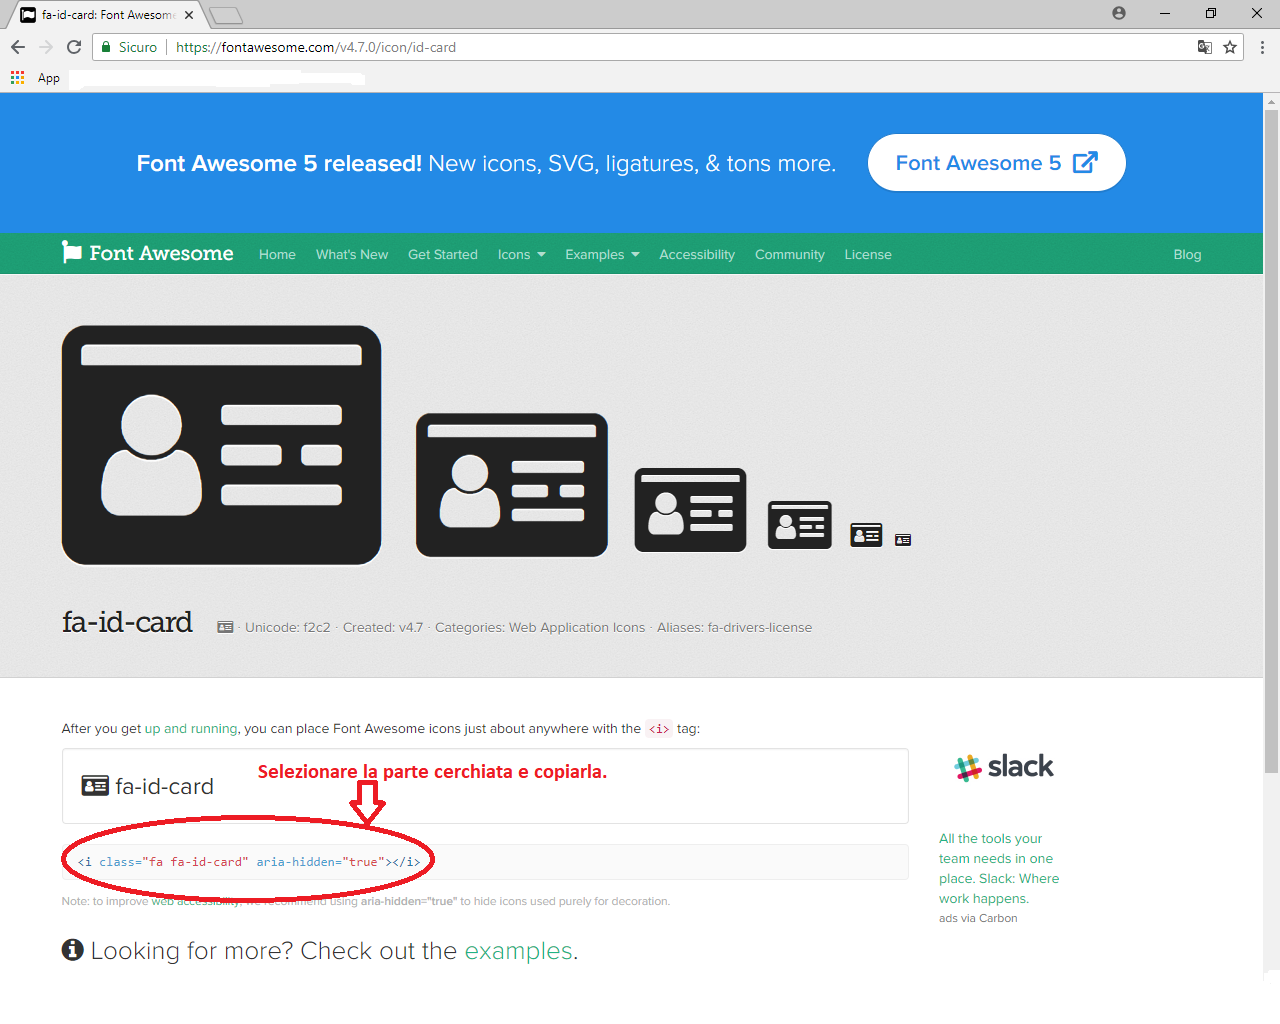 fa-id-card: Font Awesome
Sicuro https://fontawesome.com/v4.7.0/icon/id-card
App
Font Awesome 5 released! New icons, SVG, ligatures, & tons more.
Font Awesome 5
Font Awesome Home What's New Get Started Icons Examples Accessibility Community License Blog
fa-id-card · Unicode: f2c2 · Created: v4.7 · Categories: Web Application Icons · Aliases: fa-drivers-license
After you get up and running, you can place Font Awesome icons just about anywhere with the <i> tag:
Selezionare la parte cerchiata e copiarla.
fa-id-card
<i class="fa fa-id-card" aria-hidden="true"></i>
Note: to improve web accessibility, we recommend using aria-hidden="true" to hide icons used purely for decoration.
Looking for more? Check out the examples.
slack
All the tools your
team needs in one
place. Slack: Where
work happens.
ads via Carbon